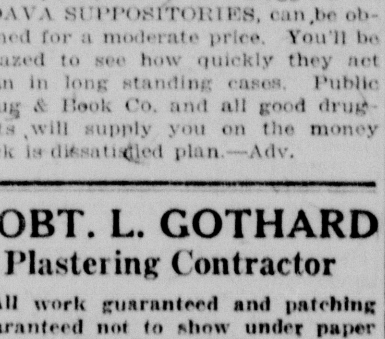 AVA SUPPOSITORIES, can ,be ob-
ned for a moderate price. You'll be
azed to see how quickly they act
n in long standing cases. Public
ug & Book Co. and all good drug-
s ,will supply you on the money
k is dissatisfied plan.—Adv.
OBT. L. GOTHARD
Plastering Contractor
ll work guaranteed and patching
aranteed not to show under paper